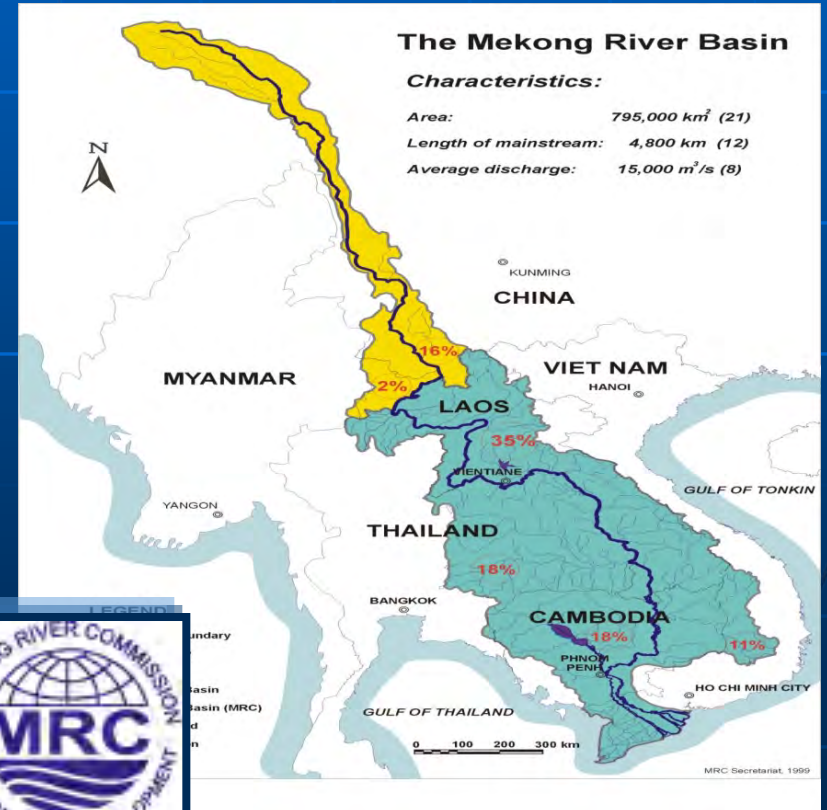 The Mekong River Basin
Characteristics:
Area: 795,000 km² (21)
Length of mainstream: 4,800 km (12)
Average discharge: 15,000 m³/s (8)
N
KUNMING
CHINA
16%
VIET NAM
MYANMAR
2%
HANOI
LAOS
35%
VIENTIANE
GULF OF TONKIN
YANGON
THAILAND
18%
BANGKOK
CAMBODIA
18%
11%
PHNOM
PENH
HO CHI MINH CITY
GULF OF THAILAND
0 100 200 300 km
MRC Secretariat, 1999
LEGEND
undary
asin
asin (MRC)
RIVER COMMISSION
MRC